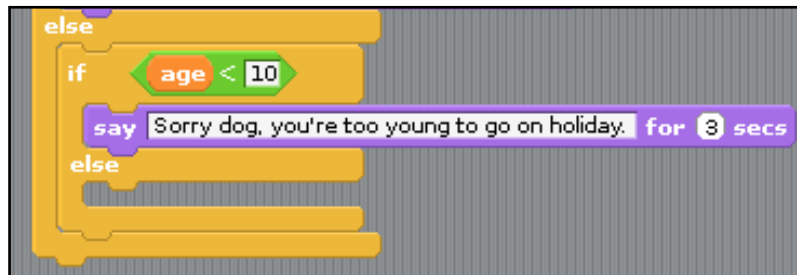 else
if age < 10
say Sorry dog, you're too young to go on holiday. for 3 secs
else